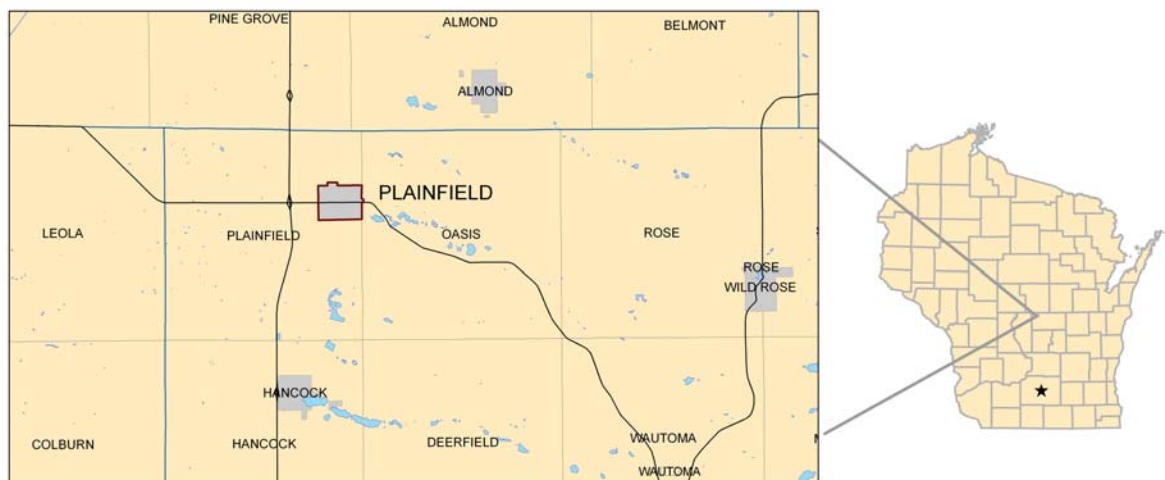 PINE GROVE
ALMOND
BELMONT
ALMOND
PLAINFIELD
LEOLA
PLAINFIELD
OASIS
ROSE
ROSE
WILD ROSE
HANCOCK
COLBURN
HANCOCK
DEERFIELD
WAUTOMA
WAUTOMA